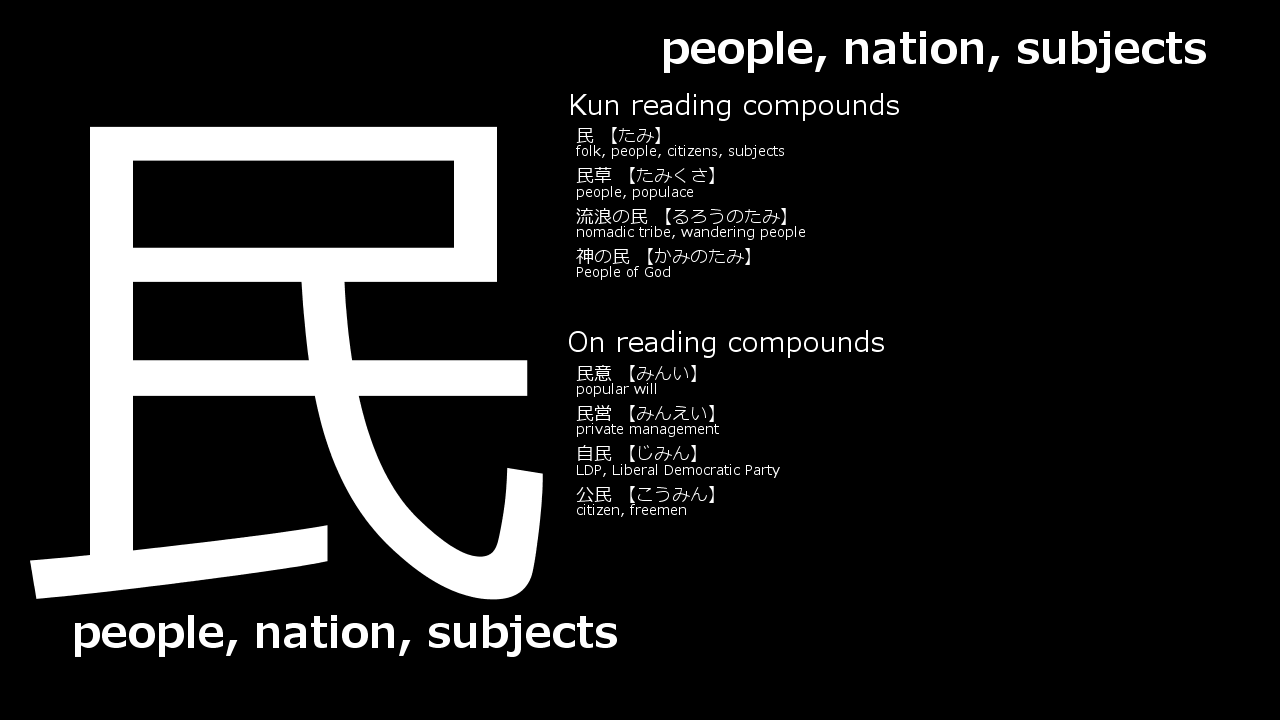 people, nation, subjects
民
Kun reading compounds
民 【たみ】
folk, people, citizens, subjects
民草 【たみくさ】
people, populace
流浪の民 【るろうのたみ】
nomadic tribe, wandering people
神の民 【かみのたみ】
People of God
On reading compounds
民意 【みんい】
popular will
民営 【みんえい】
private management
自民 【じみん】
LDP, Liberal Democratic Party
公民 【こうみん】
citizen, freemen
people, nation, subjects